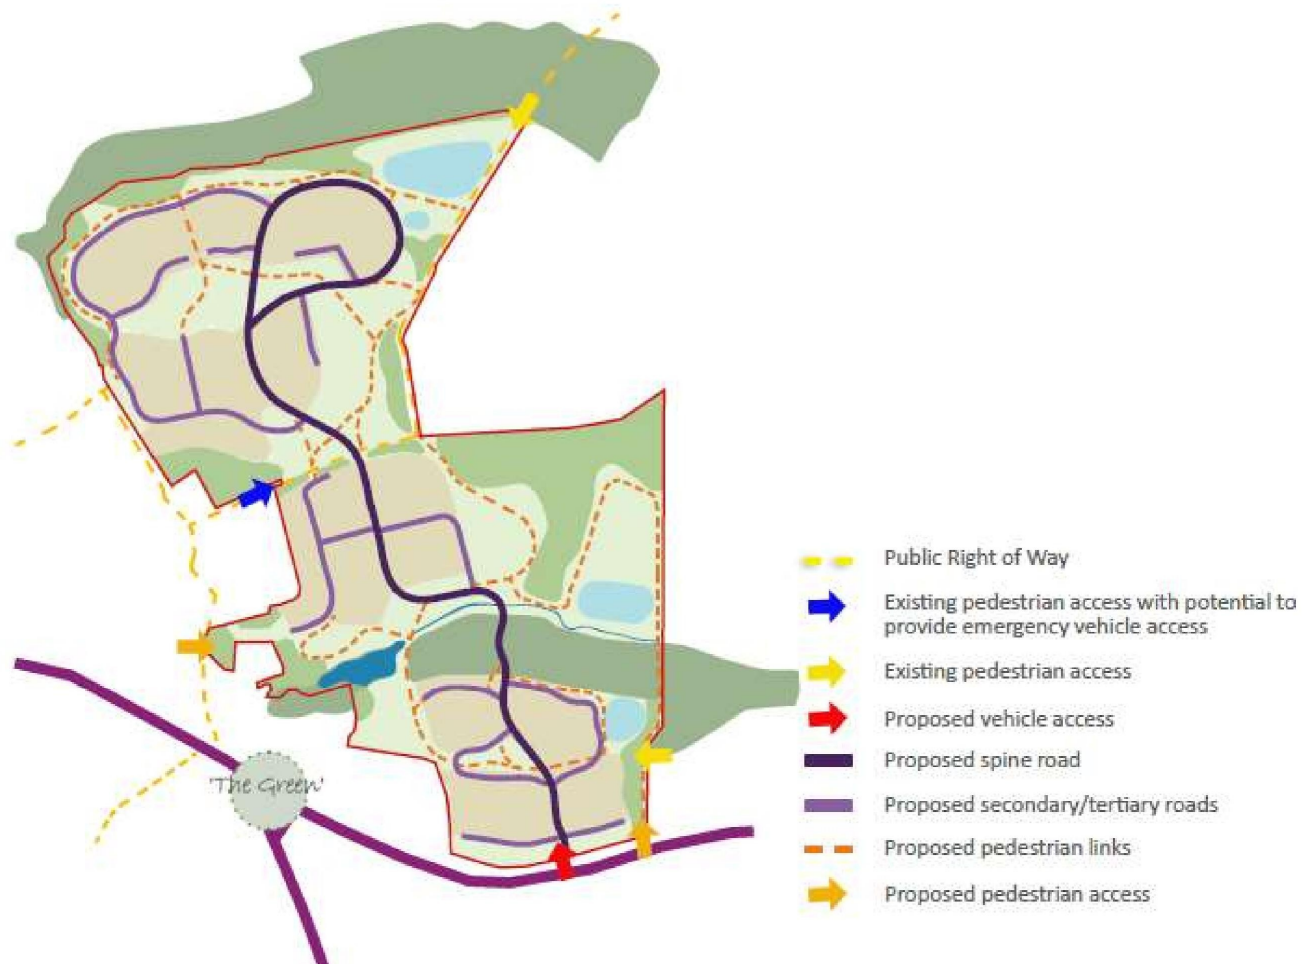 'The Green'
Public Right of Way
Existing pedestrian access with potential to
provide emergency vehicle access
Existing pedestrian access
Proposed vehicle access
Proposed spine road
Proposed secondary/tertiary roads
Proposed pedestrian links
Proposed pedestrian access